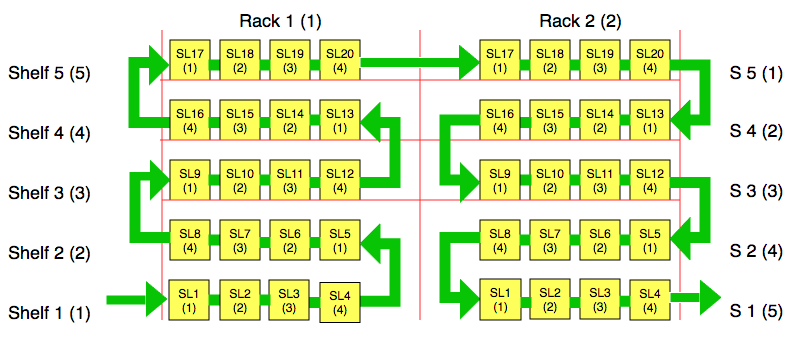 Rack 1 (1) Rack 2 (2)
Shelf 5 (5) SL17 SL18 SL19 SL20 SL17 SL18 SL19 SL20 S 5 (1)
(1) (2) (3) (4) (1) (2) (3) (4)
Shelf 4 (4) SL16 SL15 SL14 SL13 SL16 SL15 SL14 SL13 S 4 (2)
(4) (3) (2) (1) (4) (3) (2) (1)
Shelf 3 (3) SL9 SL10 SL11 SL12 SL9 SL10 SL11 SL12 S 3 (3)
(1) (2) (3) (4) (1) (2) (3) (4)
Shelf 2 (2) SL8 SL7 SL6 SL5 SL8 SL7 SL6 SL5 S 2 (4)
(4) (3) (2) (1) (4) (3) (2) (1)
Shelf 1 (1) SL1 SL2 SL3 SL4 SL1 SL2 SL3 SL4 S 1 (5)
(1) (2) (3) (4) (1) (2) (3) (4)